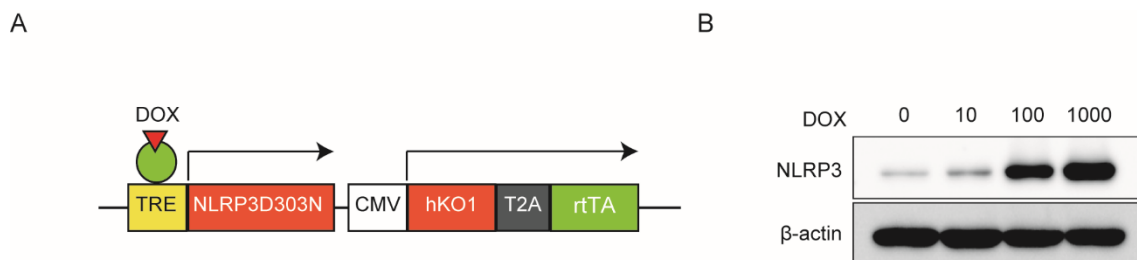 A
DOX
TRE NLRP3D303N CMV hKO1 T2A rtTA
B
DOX 0 10 100 1000
NLRP3
β-actin